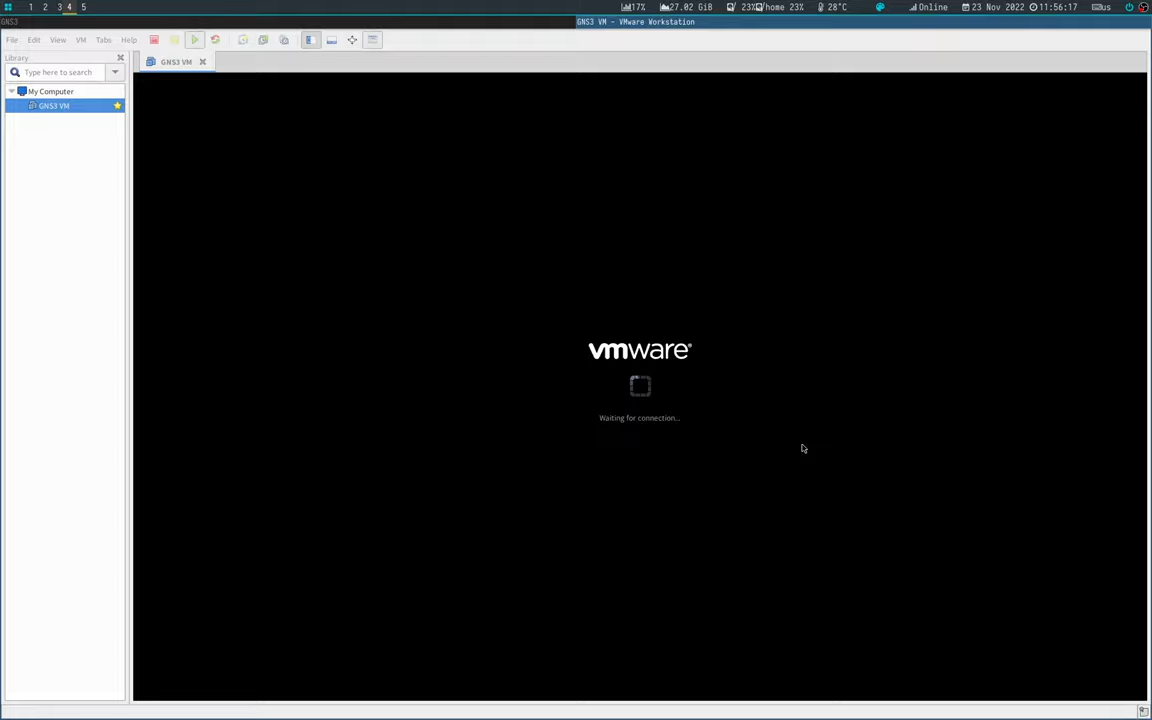 1 2 3 4 5 17% 27.02 GiB 23% /home 23% 28°C Online 23 Nov 2022 11:56:17 us
GNS3 GNS3 VM - VMware Workstation
File Edit View VM Tabs Help
Library
GNS3 VM
Type here to search
My Computer
GNS3 VM
vmware®
Waiting for connection...